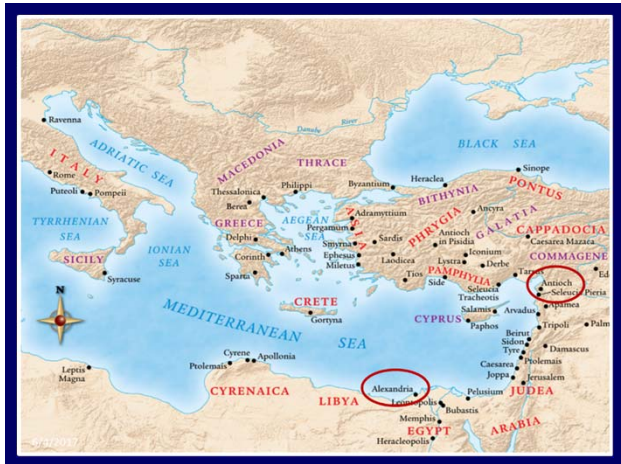 Ravenna
ADRIATIC SEA
ITALY
Rome
Puteoli
Pompeii
TYRRHENIAN
SEA
SICILY
Syracuse
IONIAN
SEA
Danube River
MACEDONIA
THRACE
Thessalonica
Philippi
Berea
GREECE
Delphi
Corinth
Athens
Sparta
AEGEAN
SEA
BLACK SEA
Byzantium
Heraclea
Sinope
BITHYNIA
PONTUS
Adramyttium
Pergamum
ASIA
Smyrna
Sardis
Ephesus
Miletus
Laodicea
PHRYGIA
Ancyra
GALATIA
Antioch
in Pisidia
Iconium
Lystra
Derbe
CAPPADOCIA
Caesarea Mazaca
COMMAGENE
Tios
Side
PAMPHYLIA
Seleucia
Tracheotis
Tarsus
Ed
Antioch
Seleucia Pieria
Apamea
N
CRETE
Gortyna
MEDITERRANEAN SEA
CYPRUS
Salamis
Paphos
Arvadus
Tripoli
Palm
Beirut
Sidon
Tyre
Damascus
Ptolemais
Caesarea
Joppa
Jerusalem
JUDEA
Leptis
Magna
Cyrene
Apollonia
Ptolemais
CYRENAICA
LIBYA
Alexandria
Leontopolis
Pelusium
Bubastis
Memphis
EGYPT
Heracleopolis
ARABIA